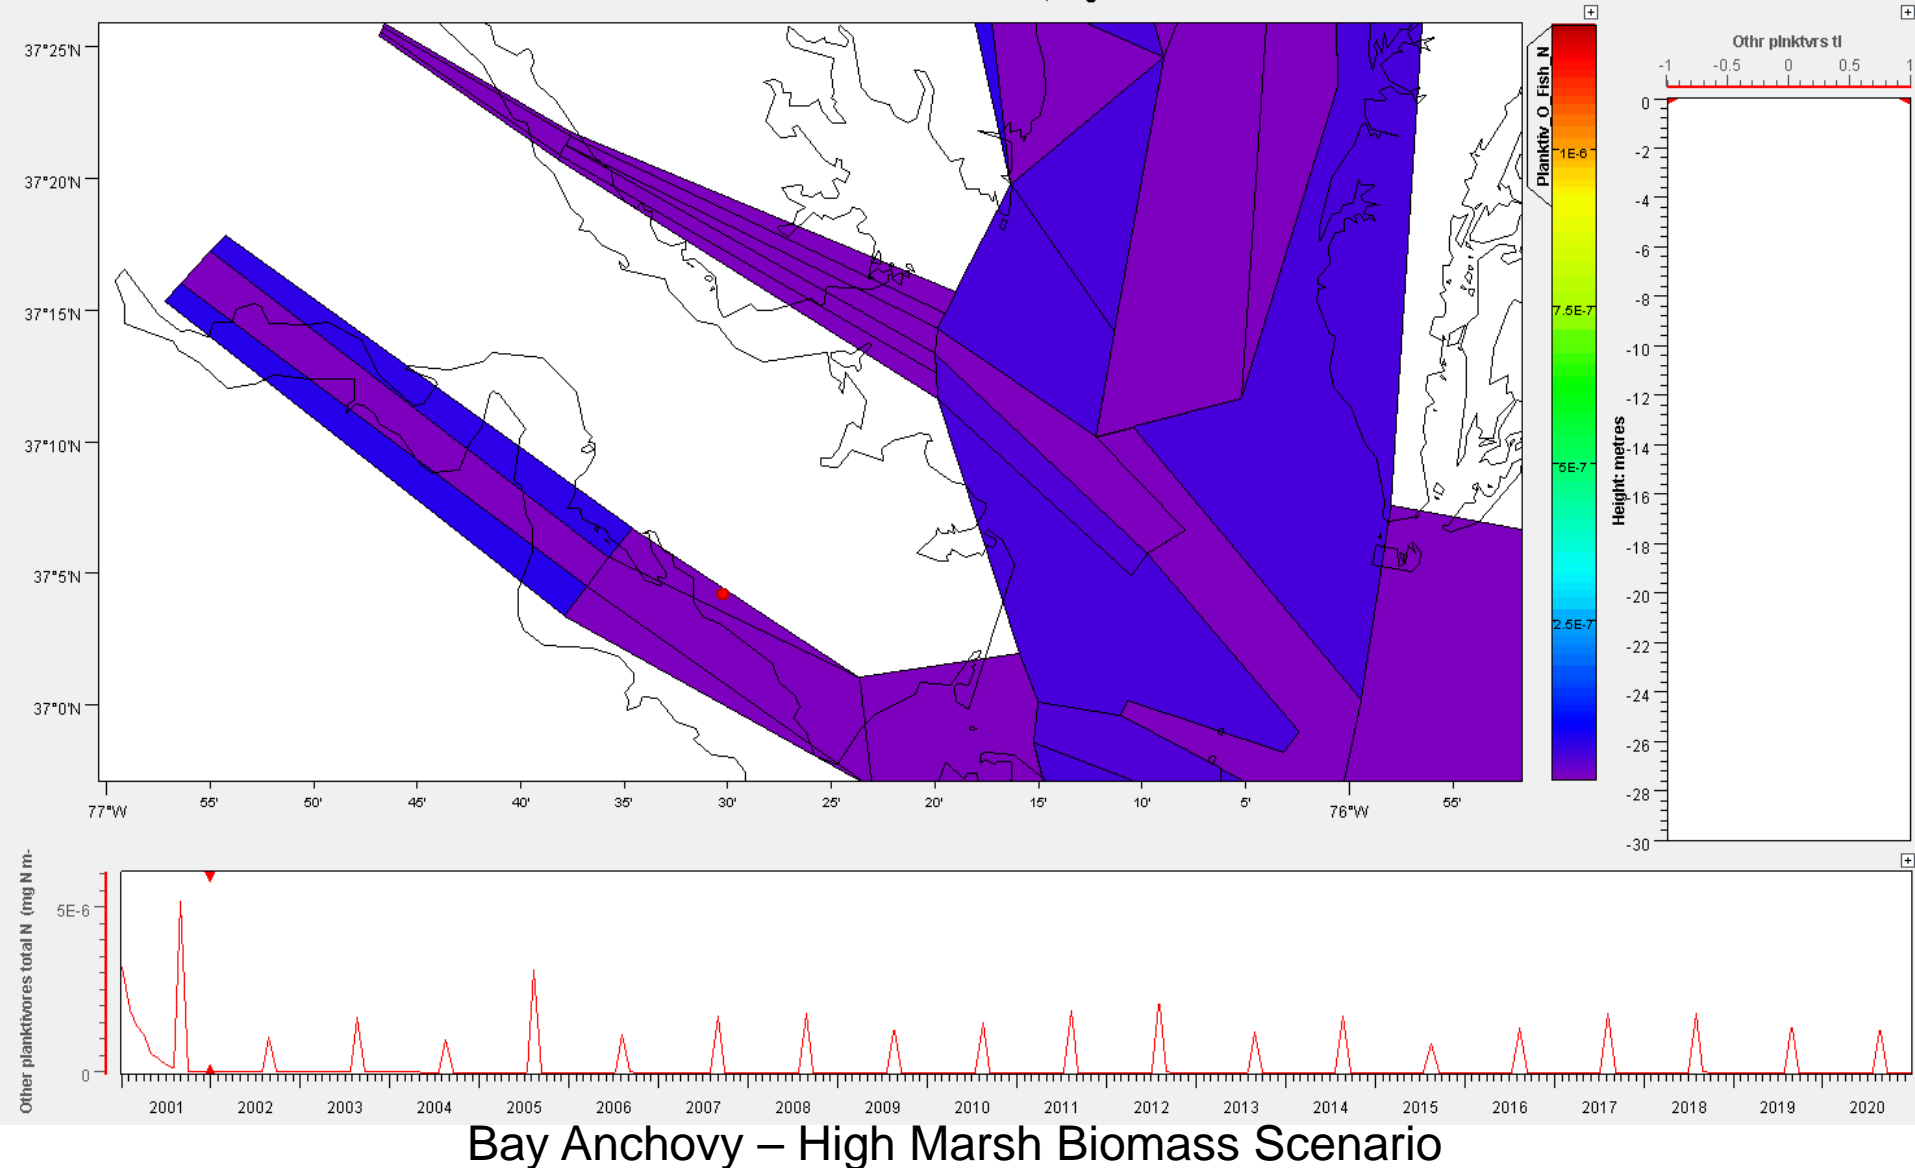 37°25'N
37°20'N
37°15'N
37°10'N
37°5'N
37°0'N
77°W 55' 50' 45' 40' 35' 30' 25' 20' 15' 10' 5' 76°W 55'
Planktiv_O_Fish_N
1E-6
7.5E-7
5E-7
2.5E-7
Othr plnktvrs tl
-1 -0.5 0 0.5 1
Height: metres
0
-2
-4
-6
-8
-10
-12
-14
-16
-18
-20
-22
-24
-26
-28
-30
Other planktivores total N (mg N m-
5E-6
0
2001 2002 2003 2004 2005 2006 2007 2008 2009 2010 2011 2012 2013 2014 2015 2016 2017 2018 2019 2020
Bay Anchovy – High Marsh Biomass Scenario